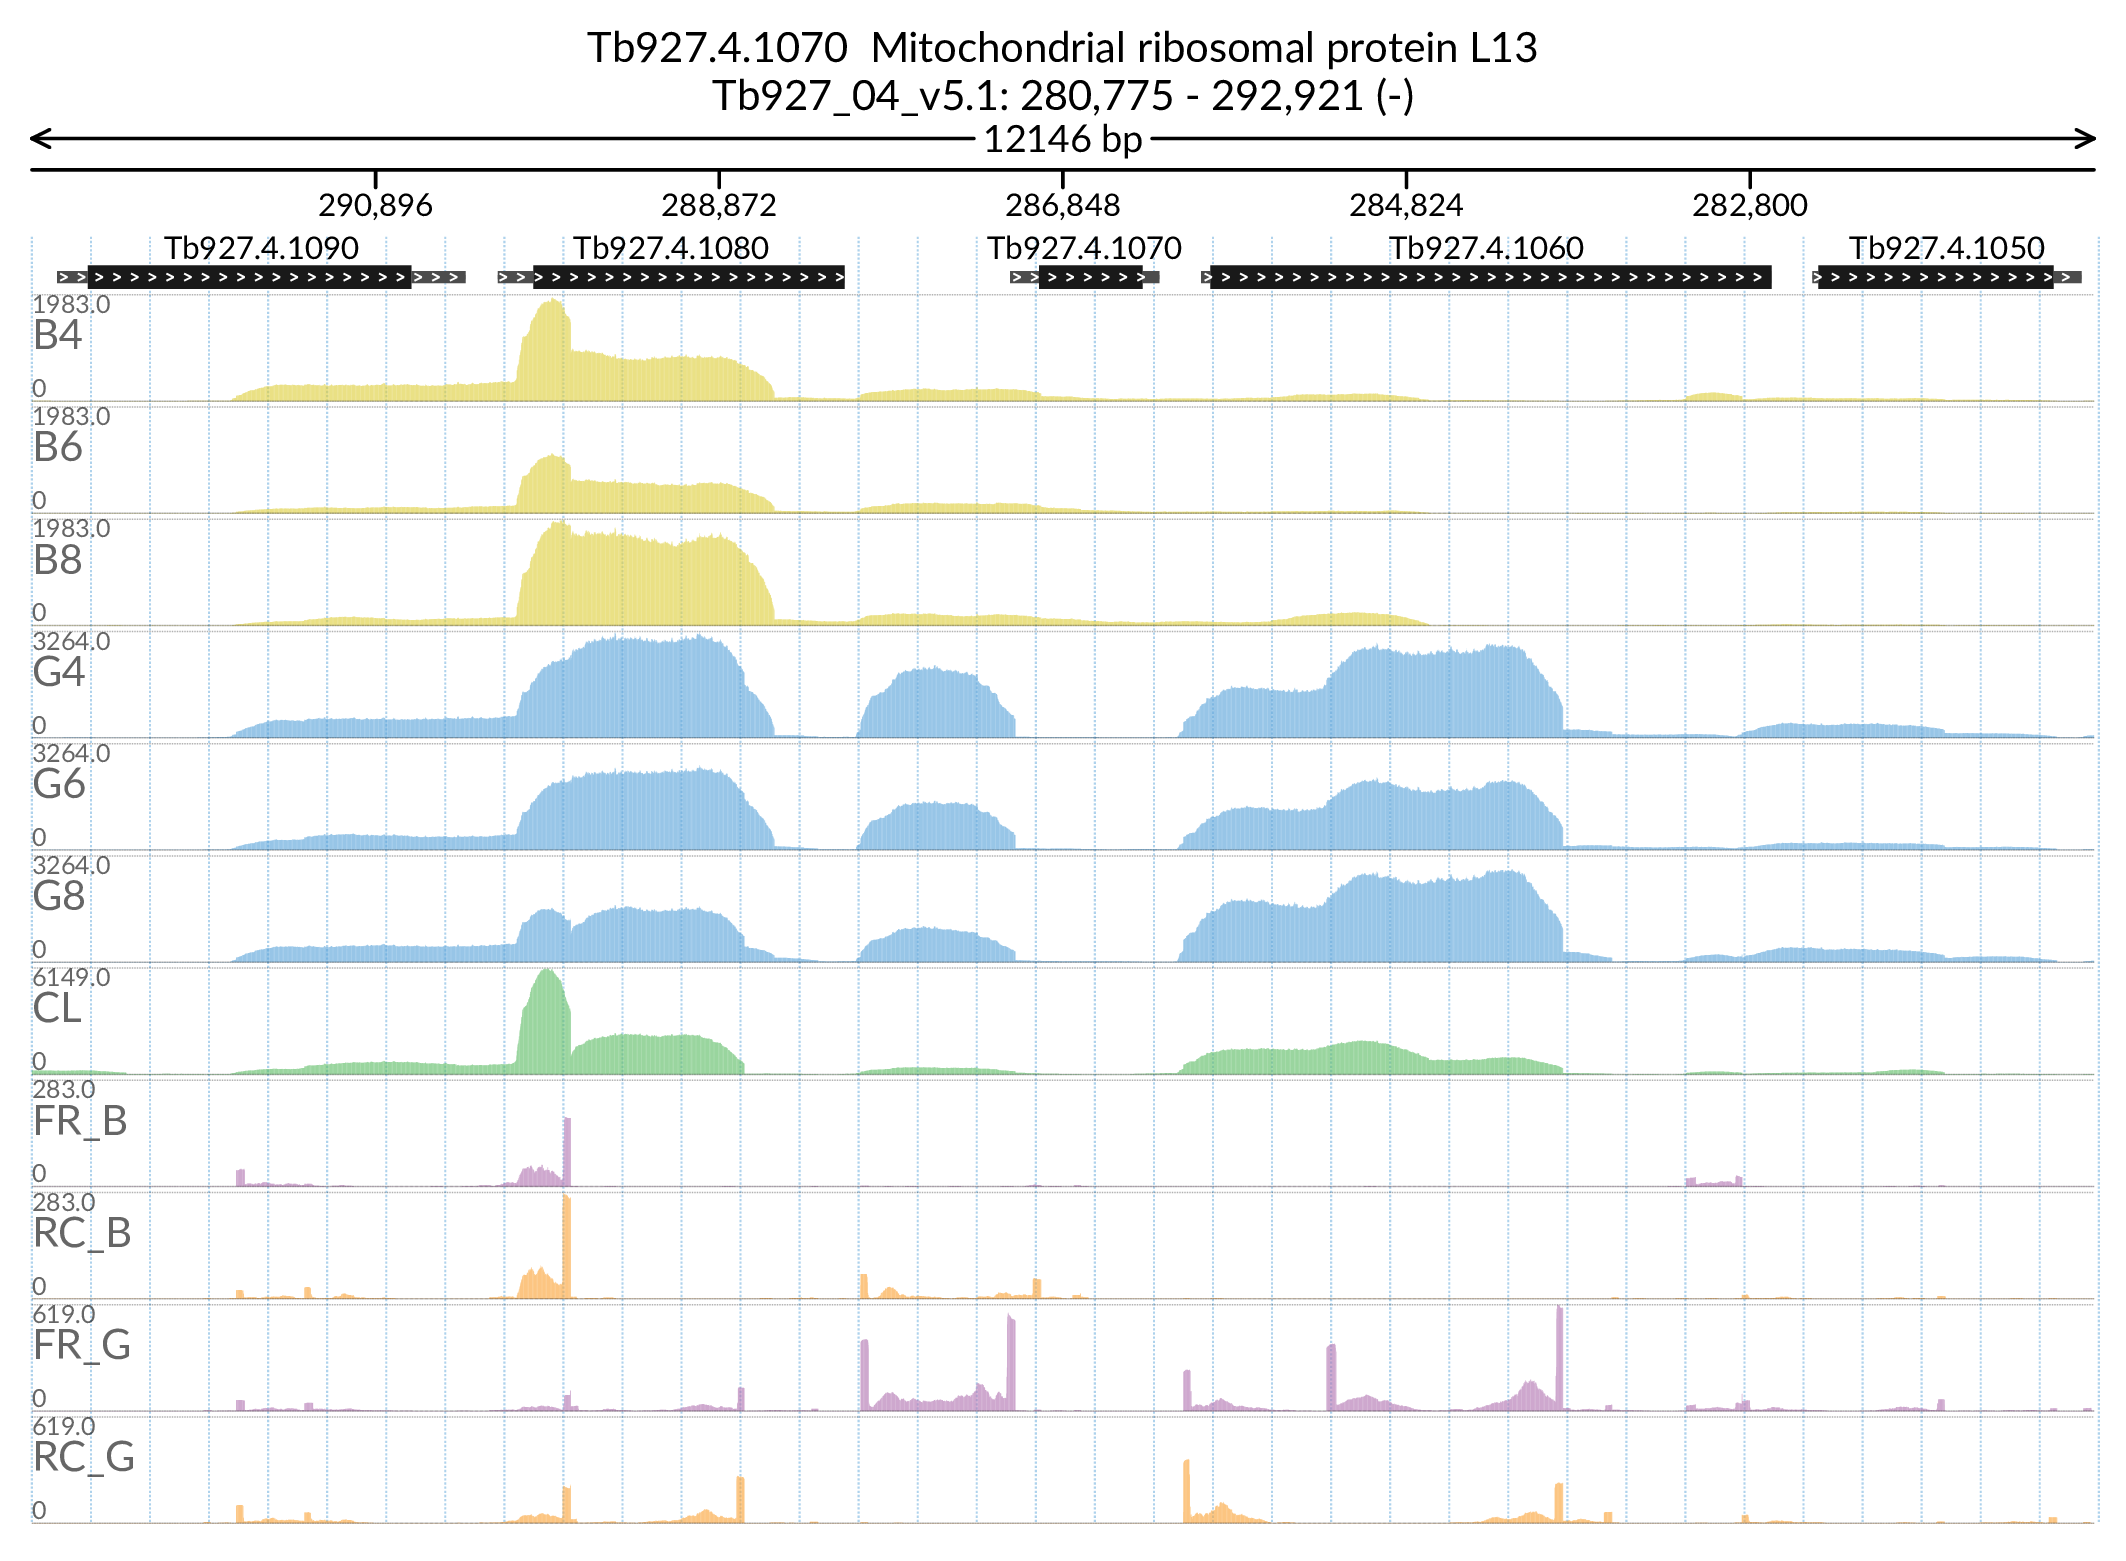 Tb927.4.1070 Mitochondrial ribosomal protein L13
Tb927_04_v5.1: 280,775 - 292,921 (-)
12146 bp
290,896 288,872 286,848 284,824 282,800
Tb927.4.1090 Tb927.4.1080 Tb927.4.1070 Tb927.4.1060 Tb927.4.1050
1983.0
B4
0
1983.0
B6
0
1983.0
B8
0
3264.0
G4
0
3264.0
G6
0
3264.0
G8
0
6149.0
CL
0
283.0
FR_B
0
283.0
RC_B
0
619.0
FR_G
0
619.0
RC_G
0